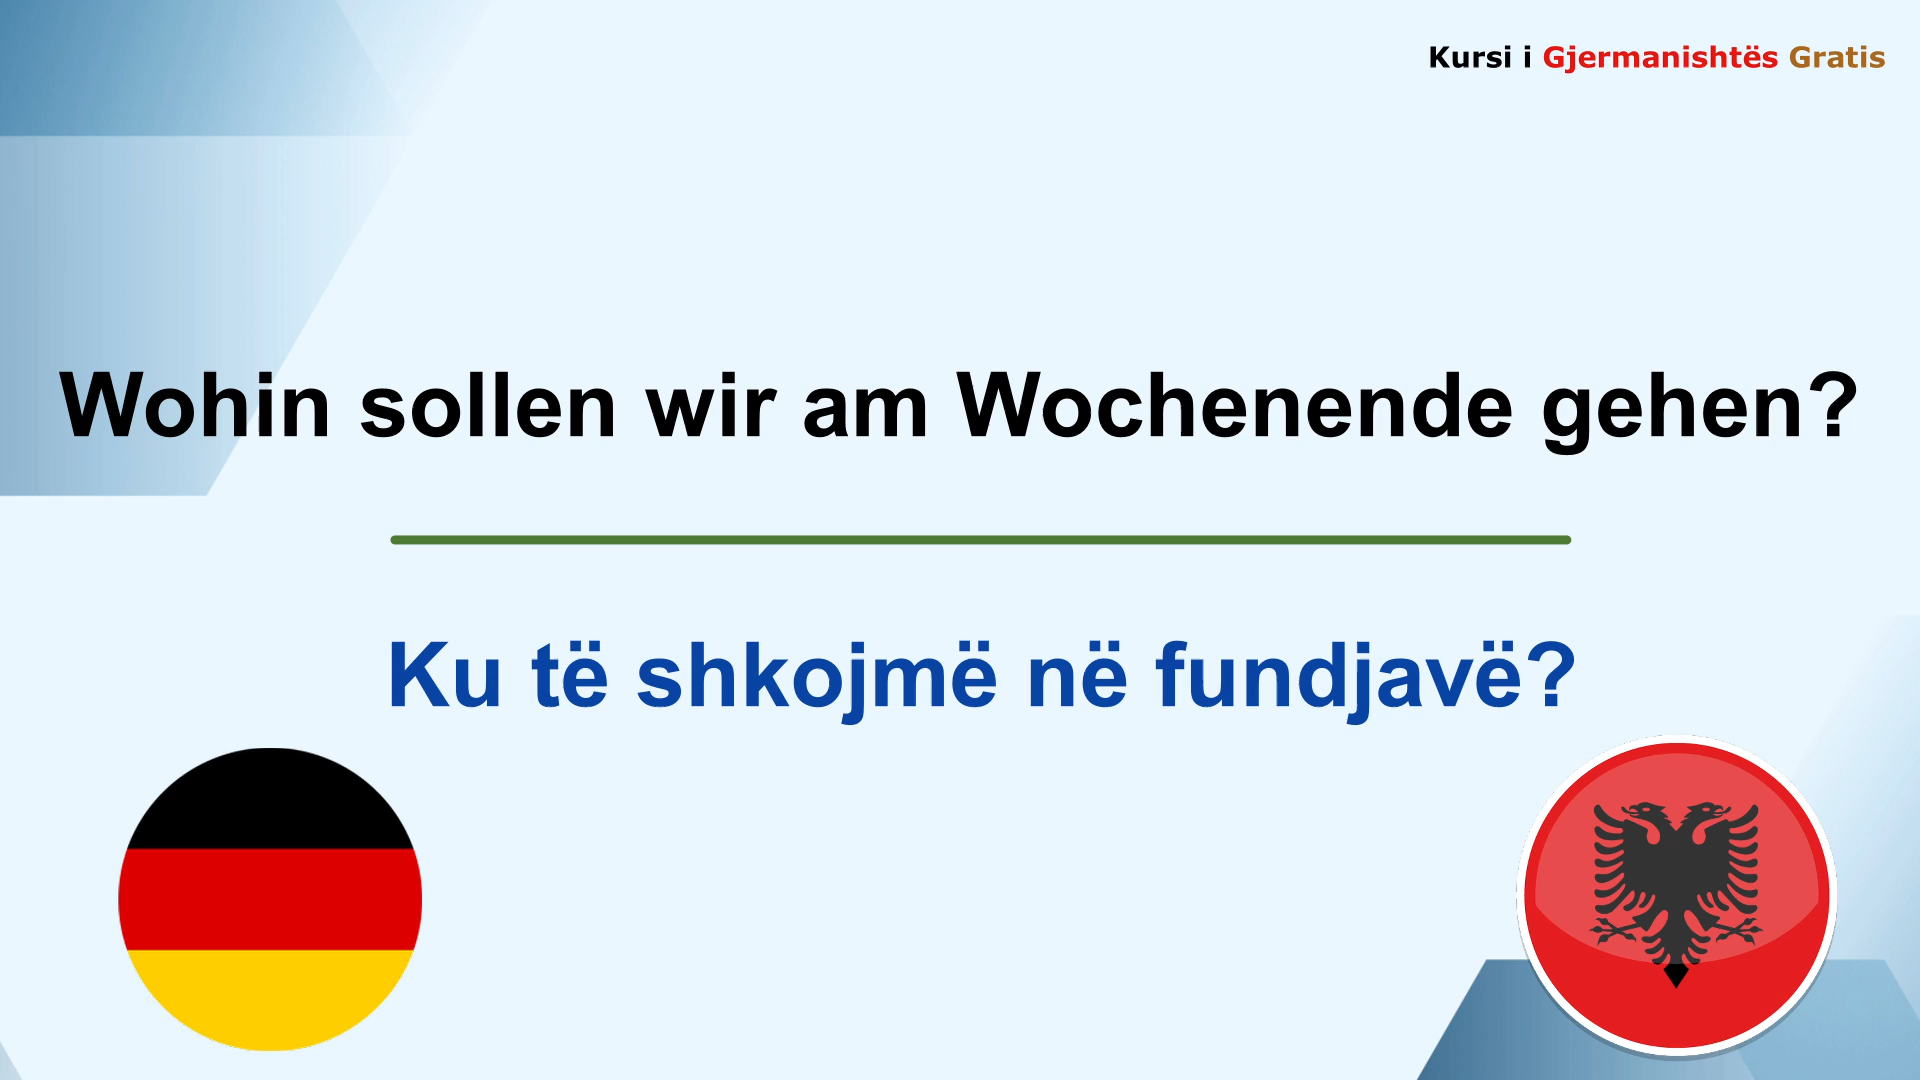 Kursi i Gjermanishtës Gratis
Wohin sollen wir am Wochenende gehen?
Ku të shkojmë në fundjavë?